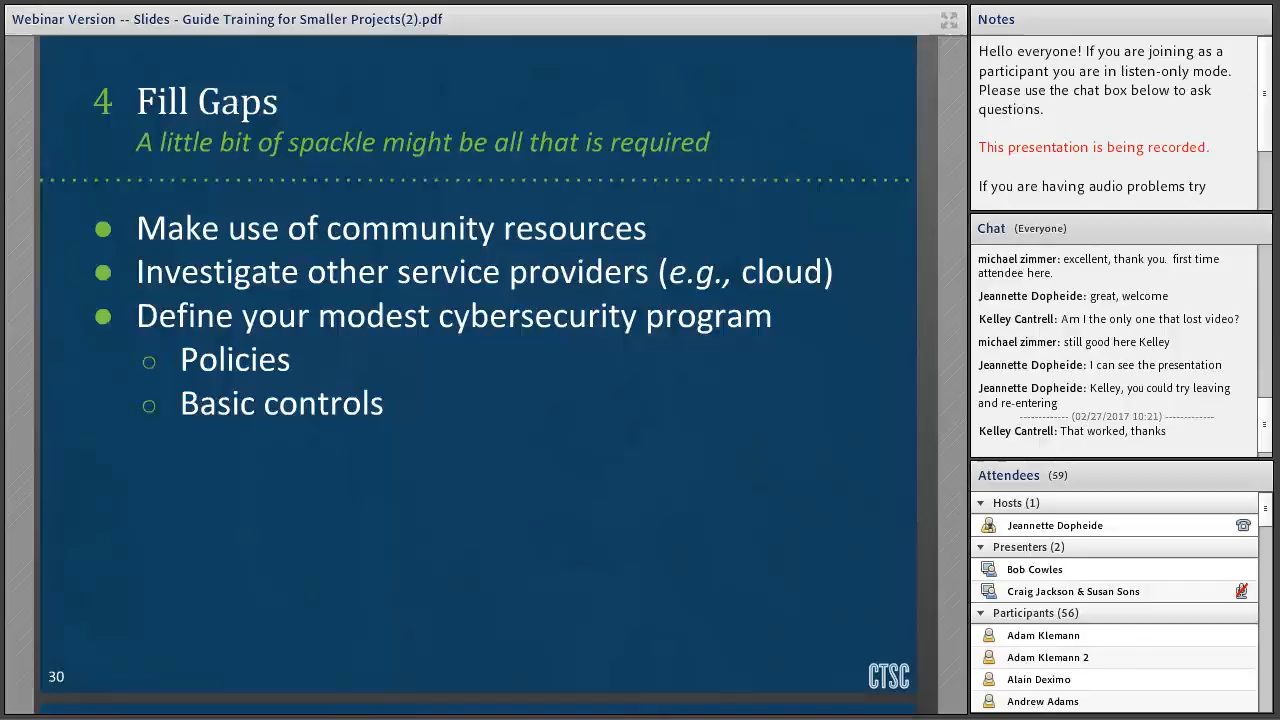 Webinar Version -- Slides - Guide Training for Smaller Projects(2).pdf
4 Fill Gaps
A little bit of spackle might be all that is required
Make use of community resources
Investigate other service providers (e.g., cloud)
Define your modest cybersecurity program
Policies
Basic controls
30
CTSC
Notes
Hello everyone! If you are joining as a
participant you are in listen-only mode.
Please use the chat box below to ask
questions.
This presentation is being recorded.
If you are having audio problems try
Chat (Everyone)
michael zimmer: excellent, thank you. first time
attendee here.
Jeannette Dopheide: great, welcome
Kelley Cantrell: Am I the only one that lost video?
michael zimmer: still good here Kelley
Jeannette Dopheide: I can see the presentation
Jeannette Dopheide: Kelley, you could try leaving
and re-entering
------------ (02/27/2017 10:21) ------------
Kelley Cantrell: That worked, thanks
Attendees (59)
Hosts (1)
Jeannette Dopheide
Presenters (2)
Bob Cowles
Craig Jackson & Susan Sons
Participants (56)
Adam Klemann
Adam Klemann 2
Alain Deximo
Andrew Adams